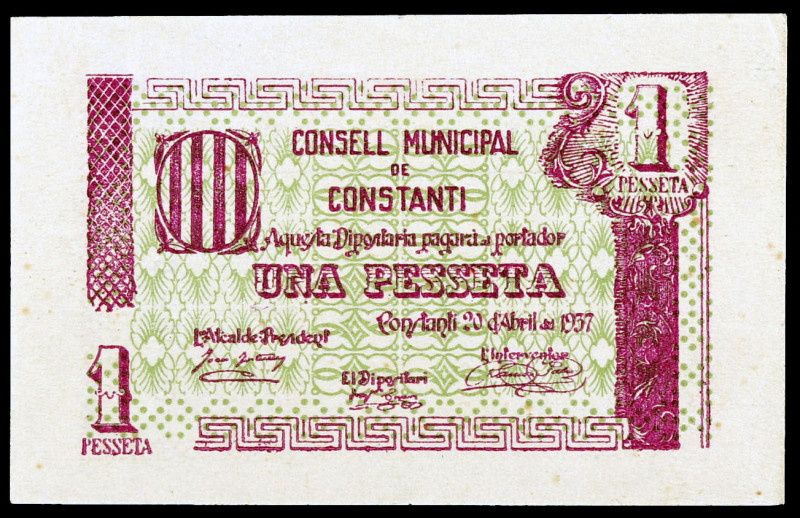 1
PESSETA
CONSELL MUNICIPAL
DE
CONSTANTI
Aquesta Dipositaria pagarà al portador
UNA PESSETA
Constantí 20 d'Abril del 1937
L'Alcalde-President
L'Interventor
El Dipositari
1
PESSETA